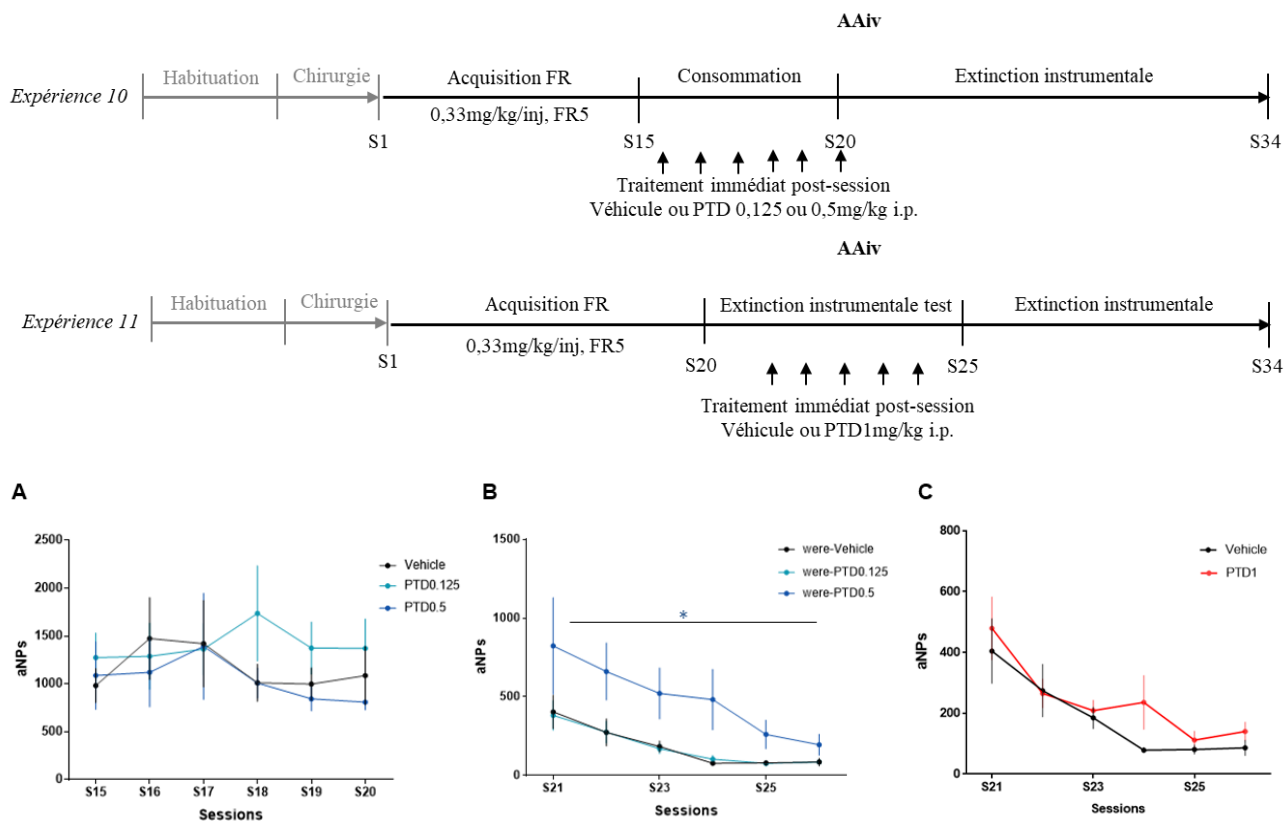 AAiv
Habituation Chirurgie Acquisition FR Consommation Extinction instrumentale
Expérience 10
0,33mg/kg/inj, FR5
S1 S15 S20 S34
Traitement immédiat post-session
Véhicule ou PTD 0,125 ou 0,5mg/kg i.p.
AAiv
Habituation Chirurgie Acquisition FR Extinction instrumentale test Extinction instrumentale
Expérience 11
0,33mg/kg/inj, FR5
S1 S20 S25 S34
Traitement immédiat post-session
Véhicule ou PTD1mg/kg i.p.
A
2500
2000
1500
1000
500
0
aNPs
Vehicle
PTD0.125
PTD0.5
S15 S16 S17 S18 S19 S20
Sessions
B
1500
1000
500
0
aNPs
were-Vehicle
were-PTD0.125
were-PTD0.5
*
S21 S23 S25
Sessions
C
800
600
400
200
0
aNPs
Vehicle
PTD1
S21 S23 S25
Sessions